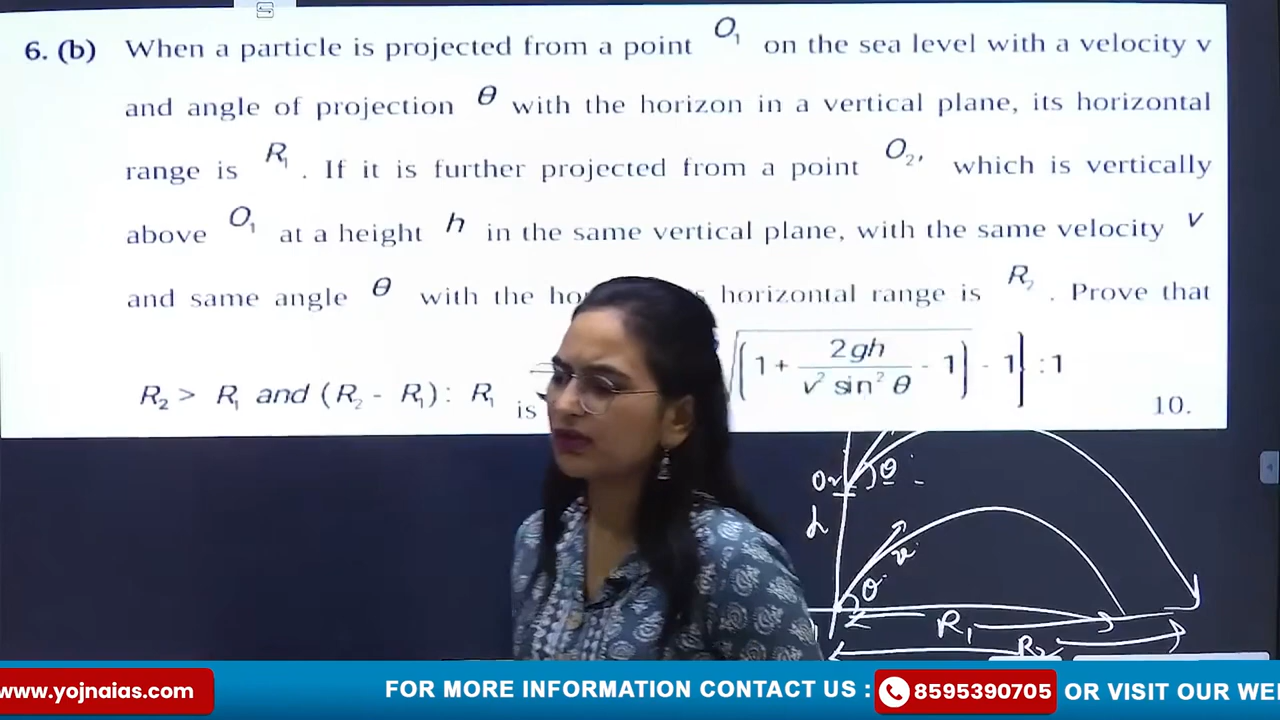 6. (b) When a particle is projected from a point O₁ on the sea level with a velocity v
and angle of projection θ with the horizon in a vertical plane, its horizontal
range is R₁ . If it is further projected from a point O₂, which is vertically
above O₁ at a height h in the same vertical plane, with the same velocity v
and same angle θ with the horizontal range is R₂ . Prove that
R₂ > R₁ and (R₂ - R₁) : R₁ is √(1 + 2gh / v² sin² θ - 1) - 1} : 1
10.
O₂ θ
h
v
θ
R₁
R₂
www.yojnaias.com FOR MORE INFORMATION CONTACT US : 8595390705 OR VISIT OUR